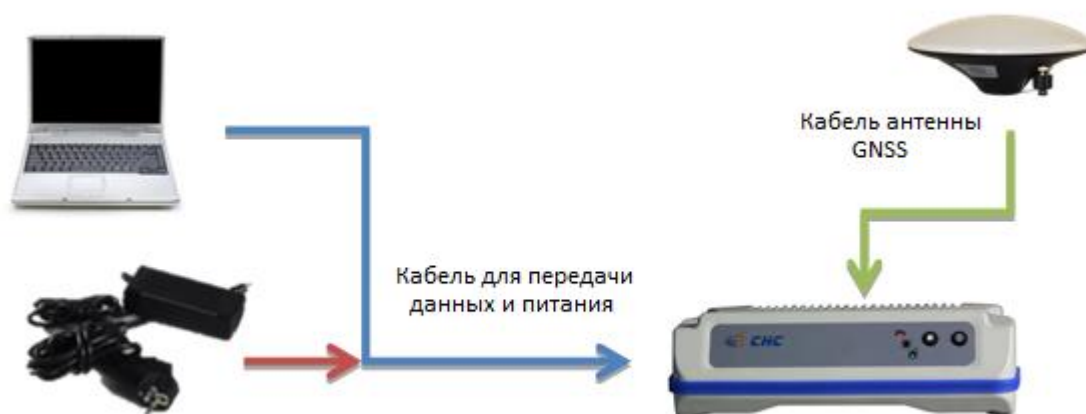 Кабель антенны
GNSS
Кабель для передачи
данных и питания
CHC